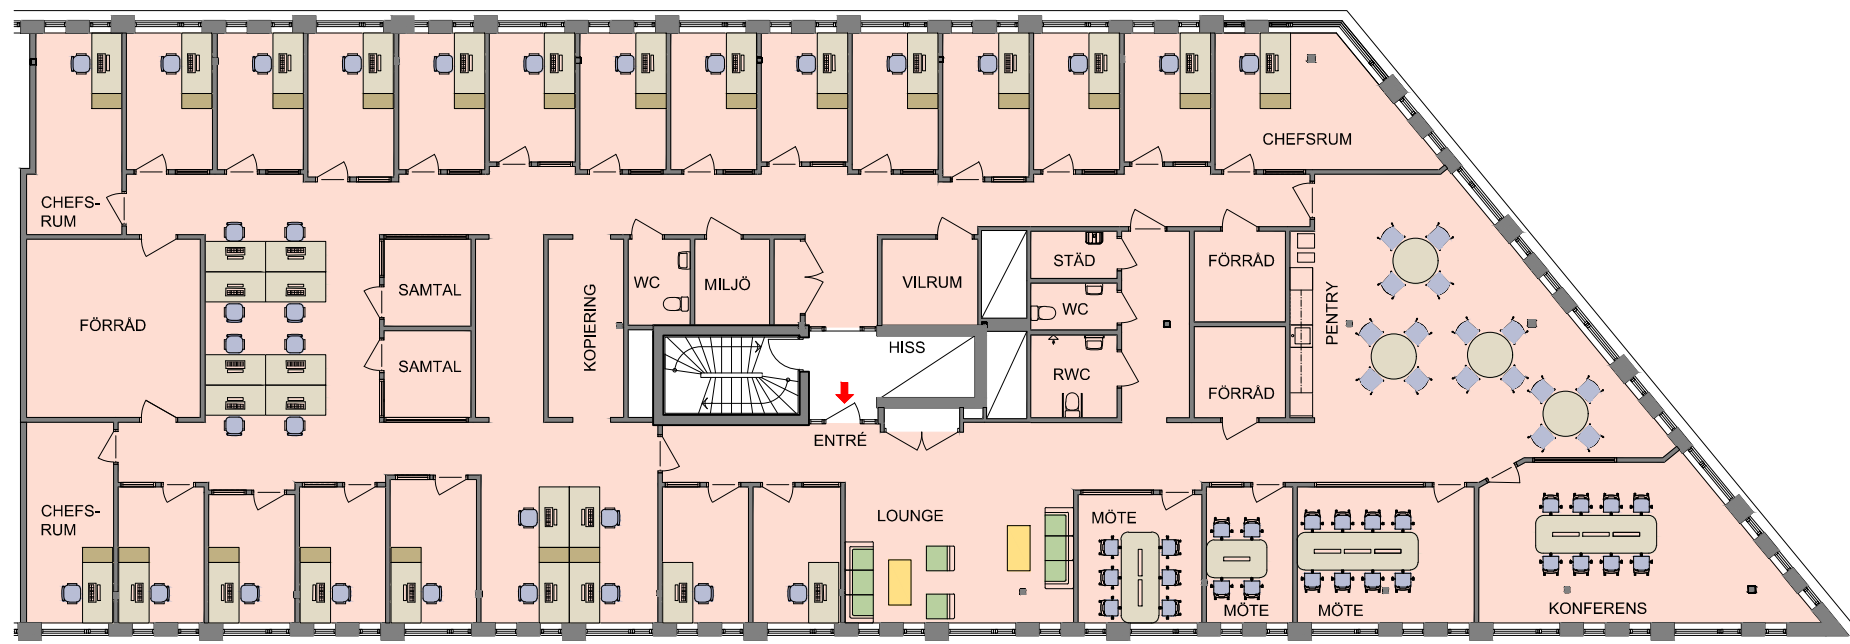 CHEFSRUM
CHEFS-
RUM
FÖRRÅD
SAMTAL
SAMTAL
KOPIERING
WC
MILJÖ
VILRUM
HISS
ENTRÉ
STÄD
WC
RWC
FÖRRÅD
FÖRRÅD
PENTRY
CHEFS-
RUM
LOUNGE
MÖTE
MÖTE
MÖTE
KONFERENS